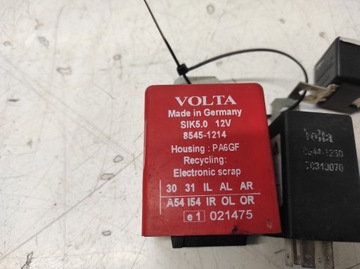 VOLTA
Made in Germany
SIK5.0 12V
8545-1214
Housing : PA6GF
Recycling:
Electronic scrap
30 31 IL AL AR
A54 I54 IR OL OR
e1 021475
Volta